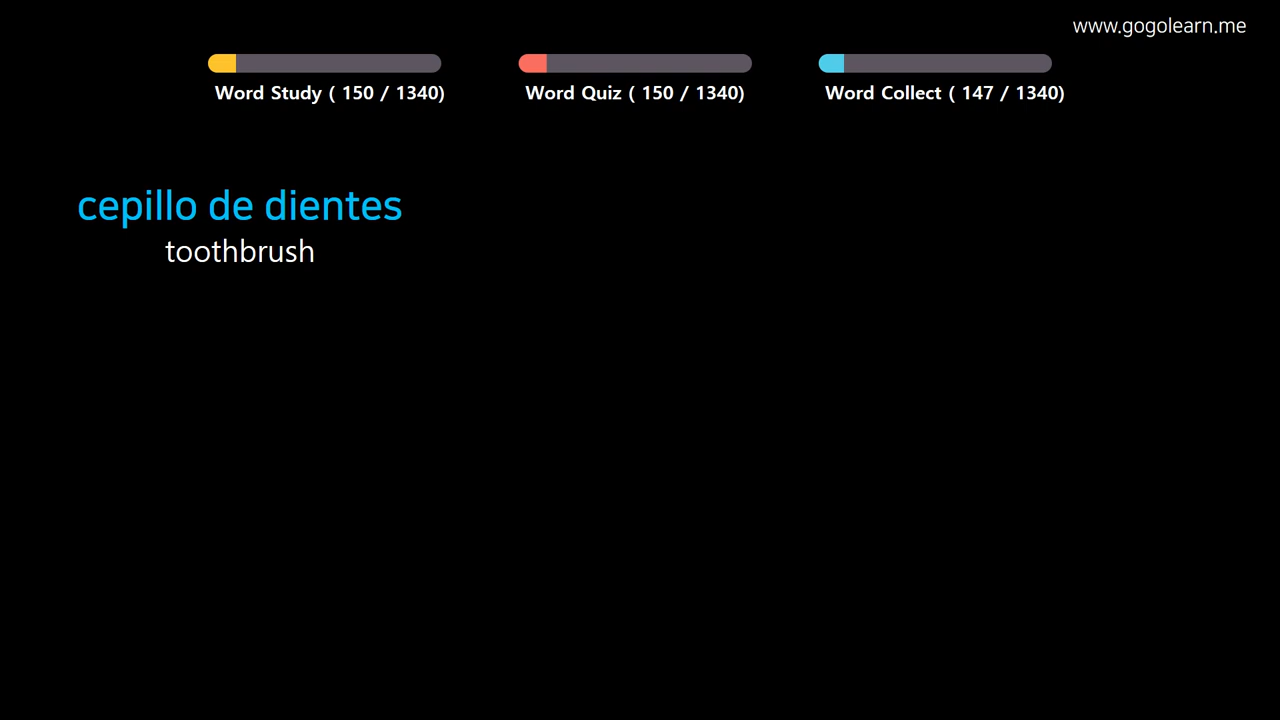 www.gogolearn.me
Word Study ( 150 / 1340)
Word Quiz ( 150 / 1340)
Word Collect ( 147 / 1340)
cepillo de dientes
toothbrush